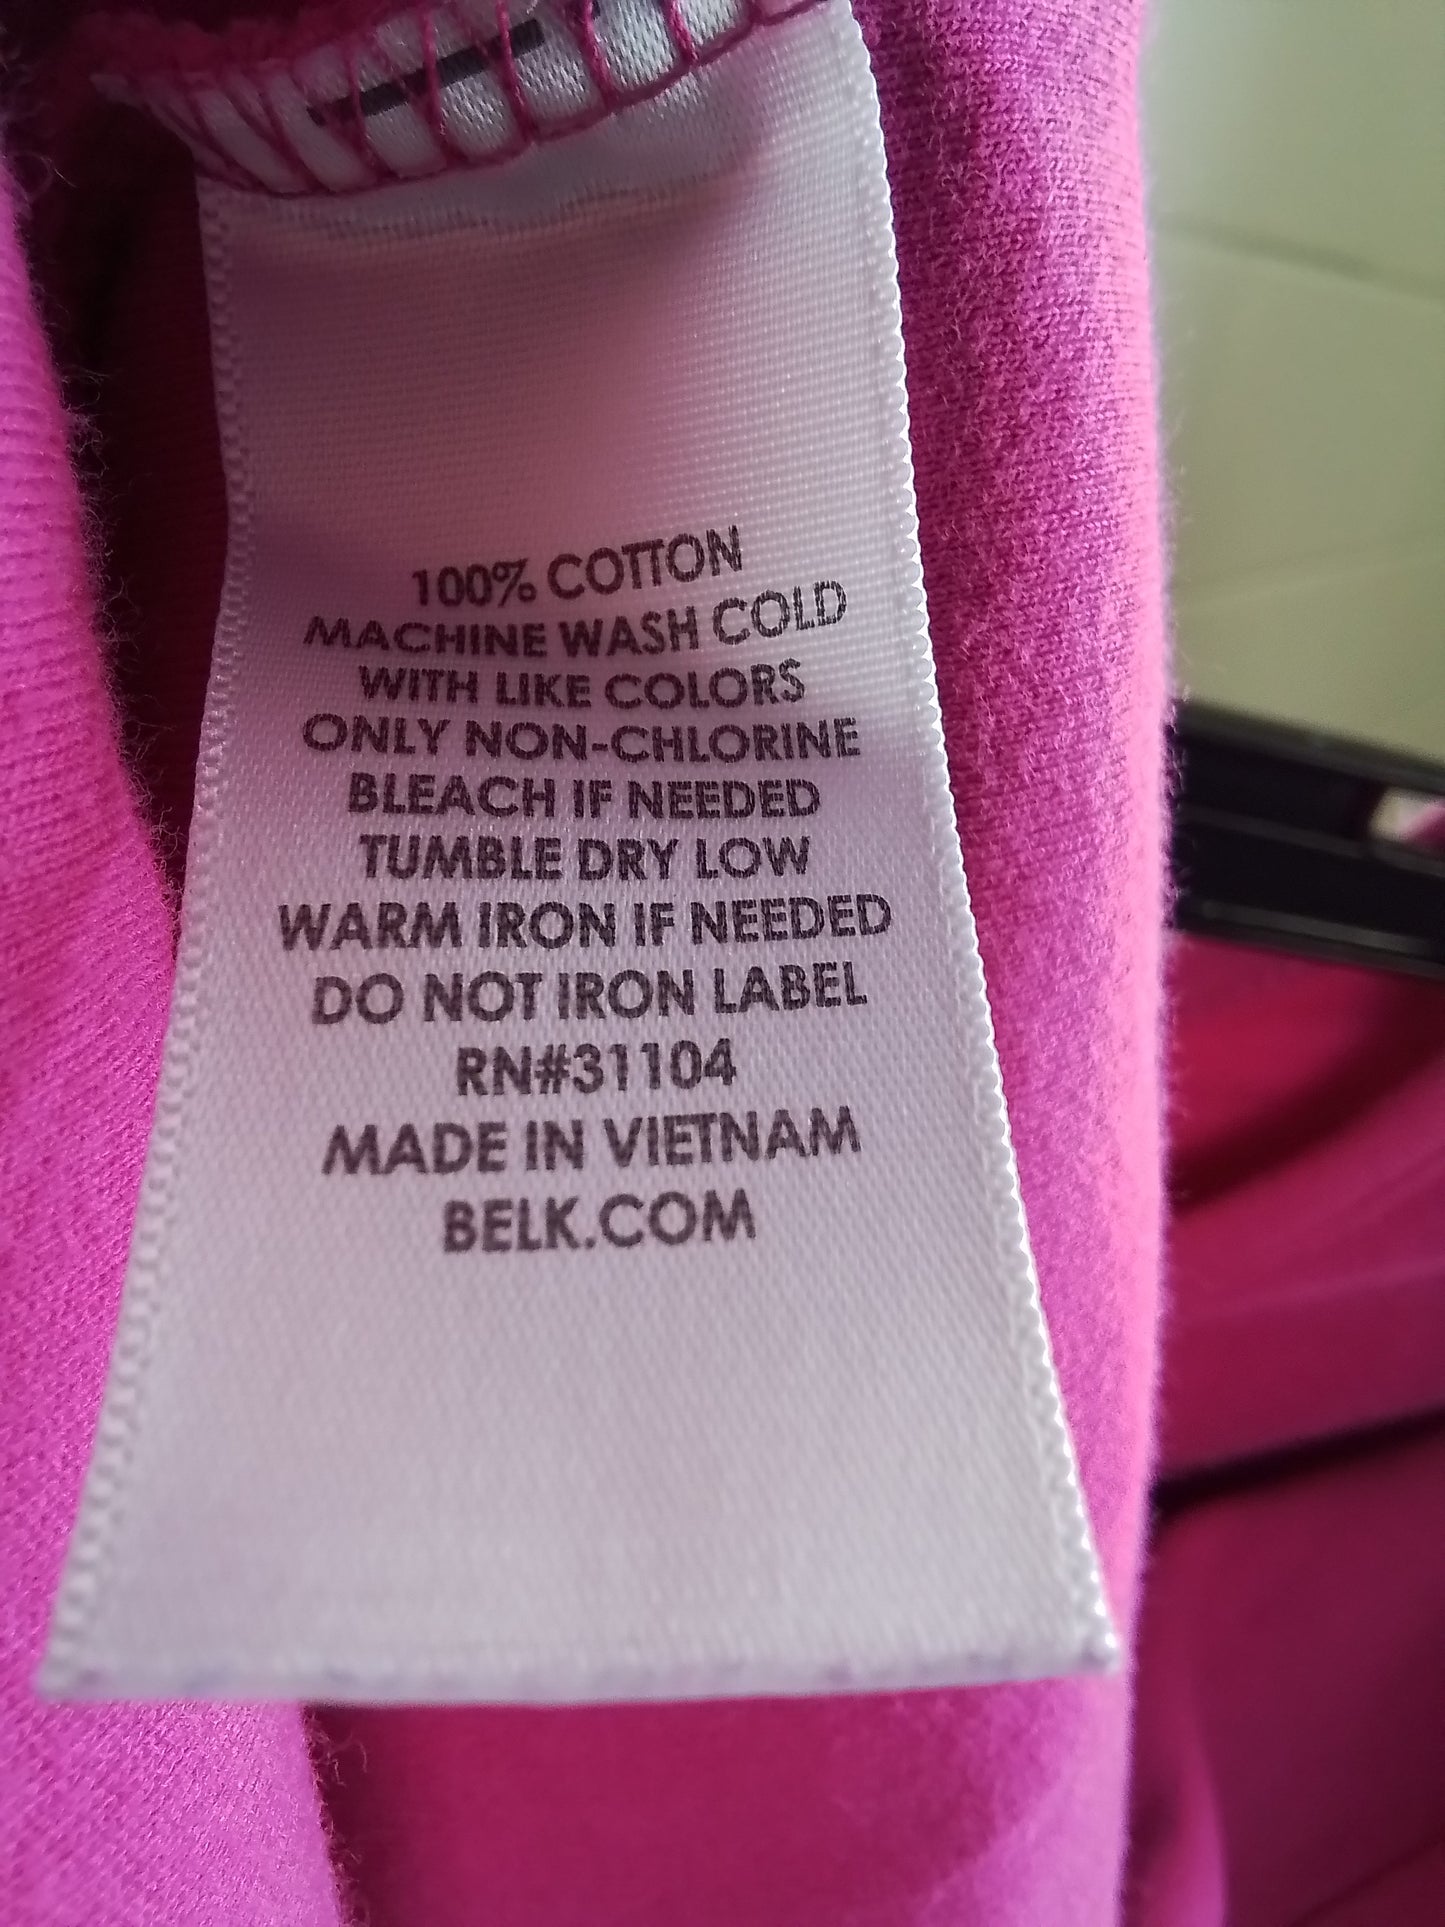 100% COTTON
MACHINE WASH COLD
WITH LIKE COLORS
ONLY NON-CHLORINE
BLEACH IF NEEDED
TUMBLE DRY LOW
WARM IRON IF NEEDED
DO NOT IRON LABEL
RN#31104
MADE IN VIETNAM
BELK.COM